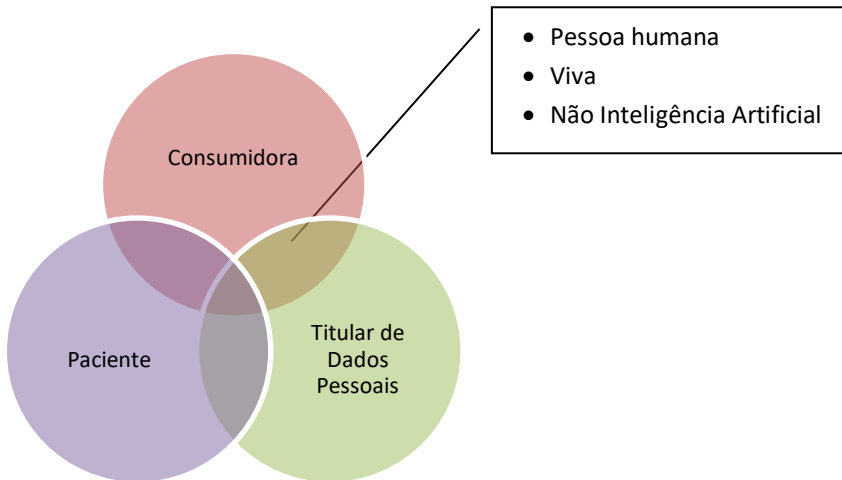 • Pessoa humana
• Viva
• Não Inteligência Artificial
Consumidora
Paciente
Titular de
Dados
Pessoais